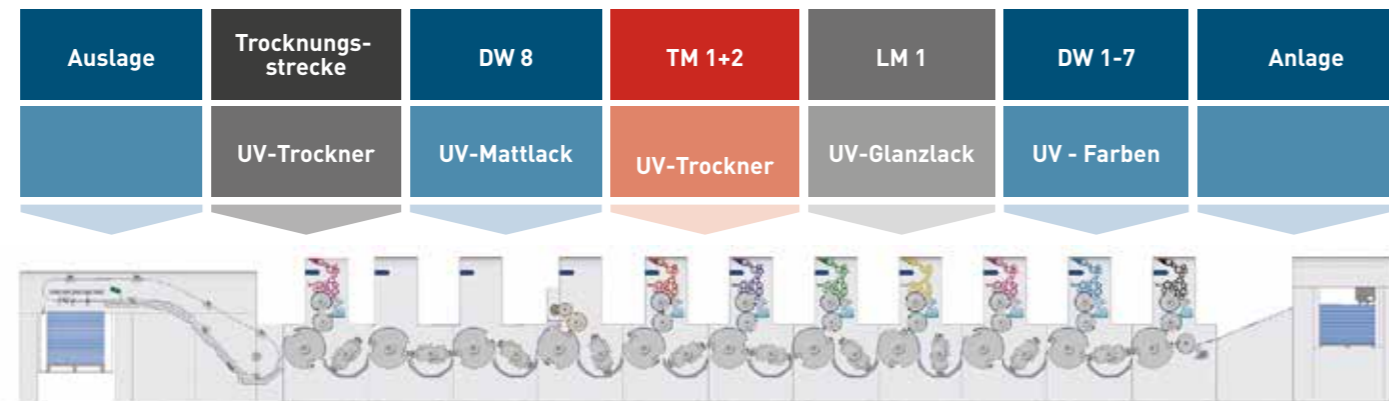 Auslage
Trocknungs-
strecke
DW 8
TM 1+2
LM 1
DW 1-7
Anlage
UV-Trockner
UV-Mattlack
UV-Trockner
UV-Glanzlack
UV - Farben